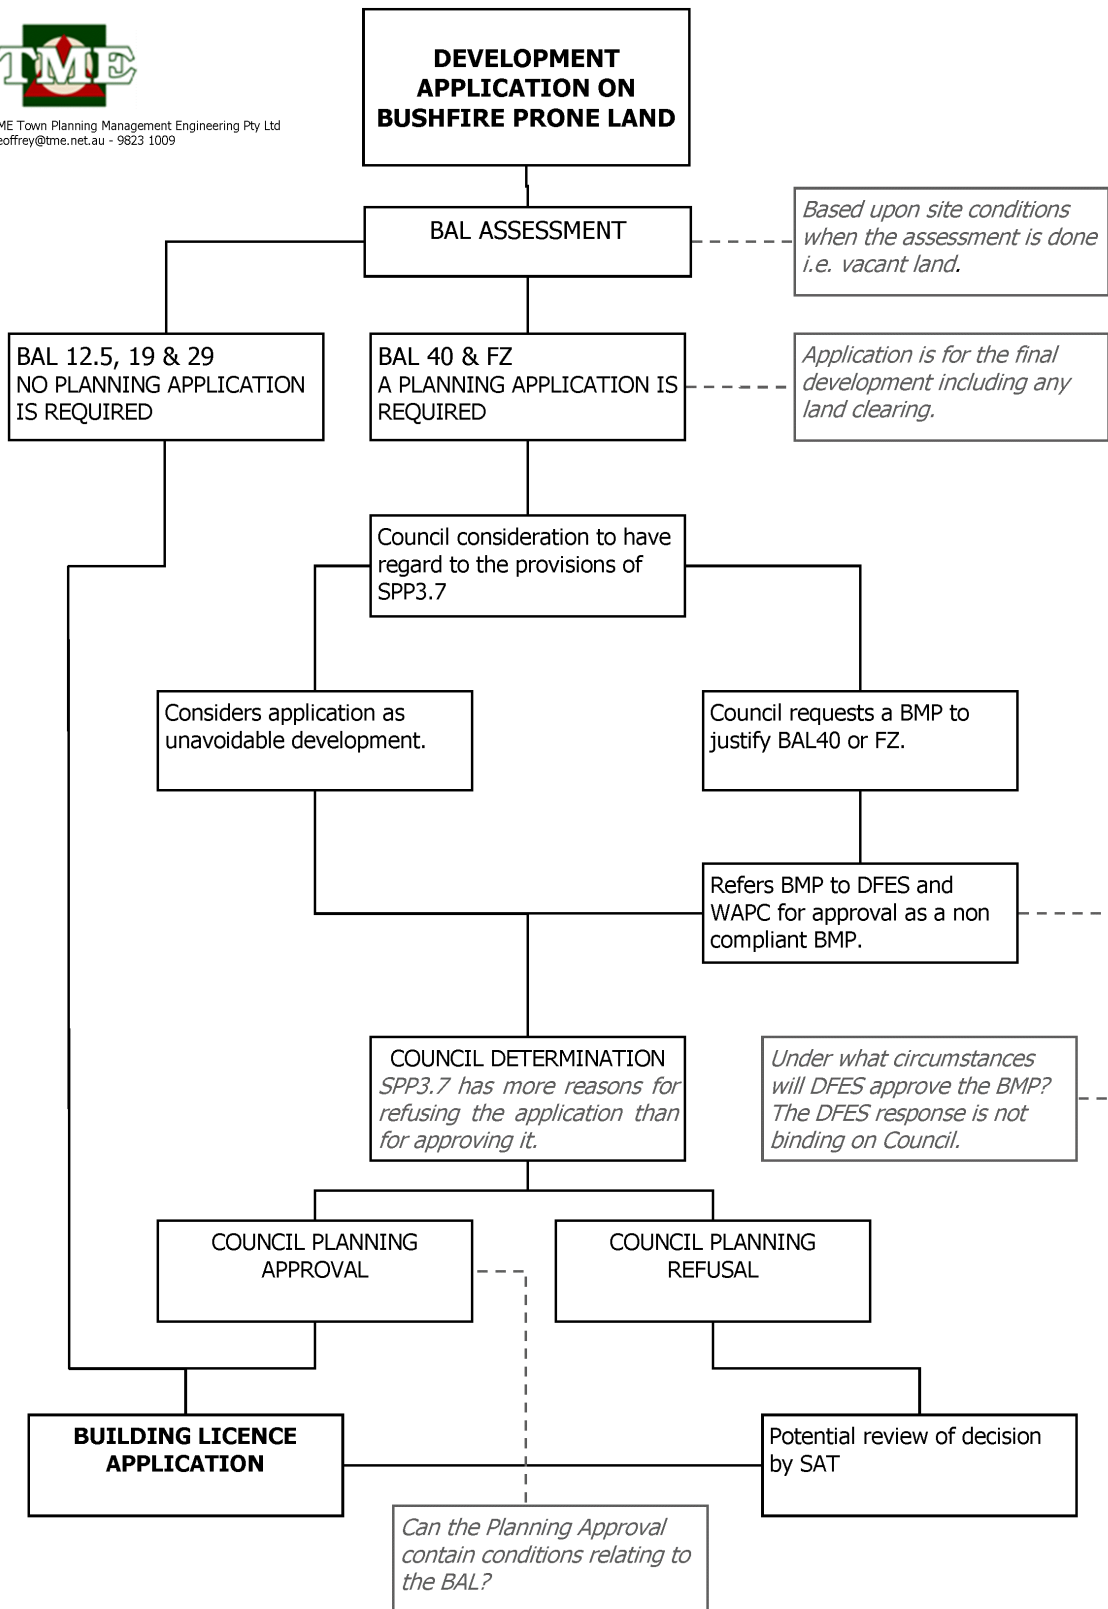 TME
ME Town Planning Management Engineering Pty Ltd
eoffrey@tme.net.au - 9823 1009
DEVELOPMENT
APPLICATION ON
BUSHFIRE PRONE LAND
BAL ASSESSMENT
Based upon site conditions
when the assessment is done
i.e. vacant land.
BAL 12.5, 19 & 29
NO PLANNING APPLICATION
IS REQUIRED
BAL 40 & FZ
A PLANNING APPLICATION IS
REQUIRED
Application is for the final
development including any
land clearing.
Council consideration to have
regard to the provisions of
SPP3.7
Considers application as
unavoidable development.
Council requests a BMP to
justify BAL40 or FZ.
Refers BMP to DFES and
WAPC for approval as a non
compliant BMP.
COUNCIL DETERMINATION
SPP3.7 has more reasons for
refusing the application than
for approving it.
Under what circumstances
will DFES approve the BMP?
The DFES response is not
binding on Council.
COUNCIL PLANNING
APPROVAL
COUNCIL PLANNING
REFUSAL
BUILDING LICENCE
APPLICATION
Potential review of decision
by SAT
Can the Planning Approval
contain conditions relating to
the BAL?